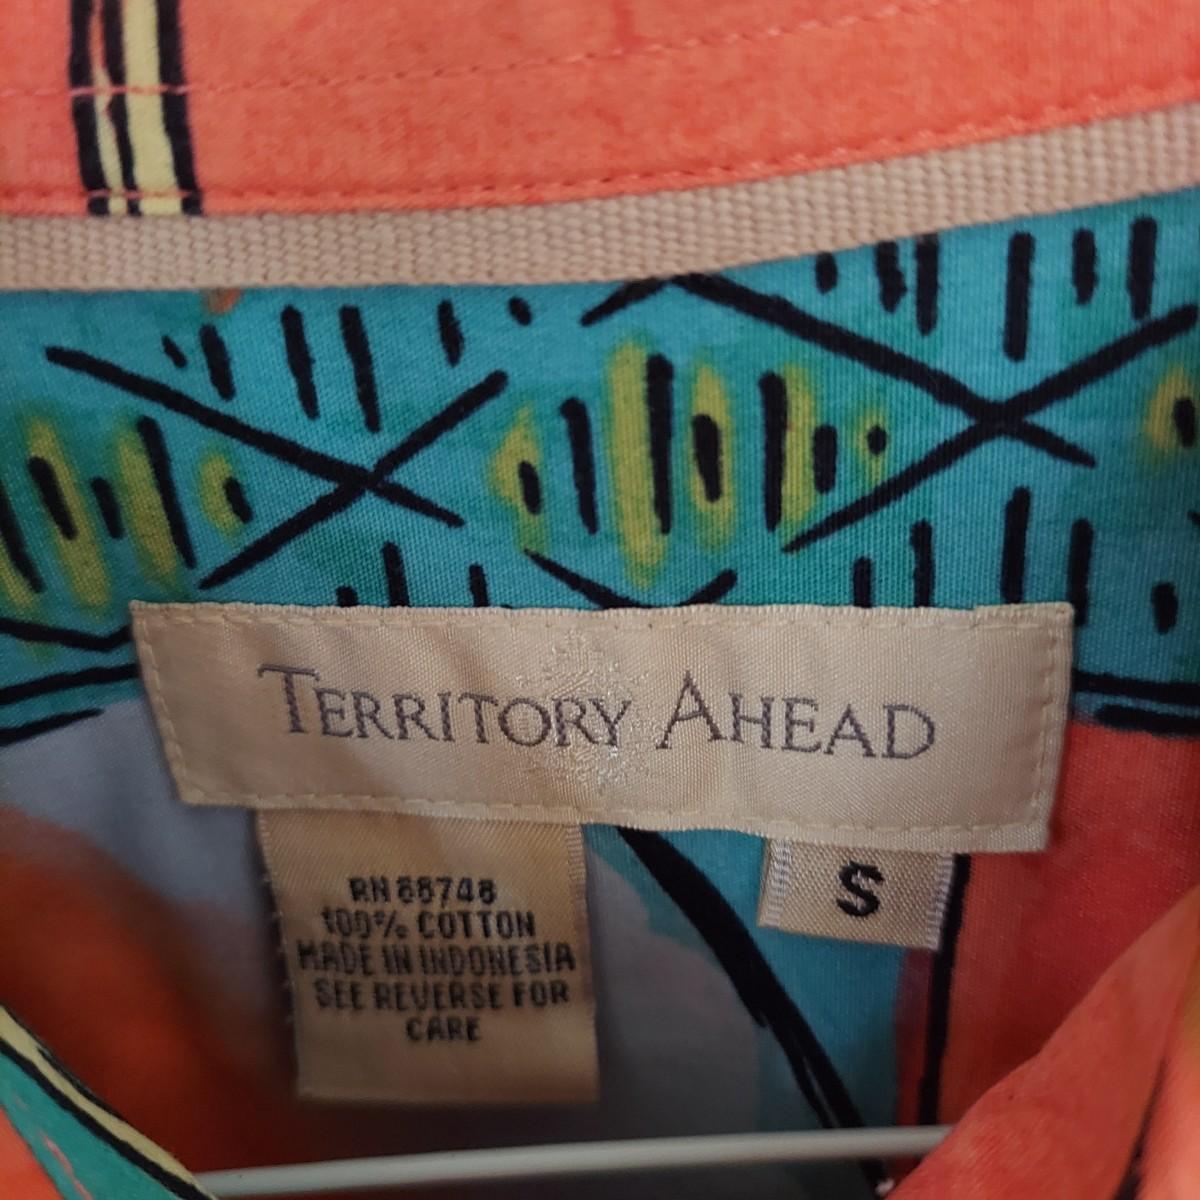 TERRITORY AHEAD
S
RN 88748
100% COTTON
MADE IN INDONESIA
SEE REVERSE FOR
CARE